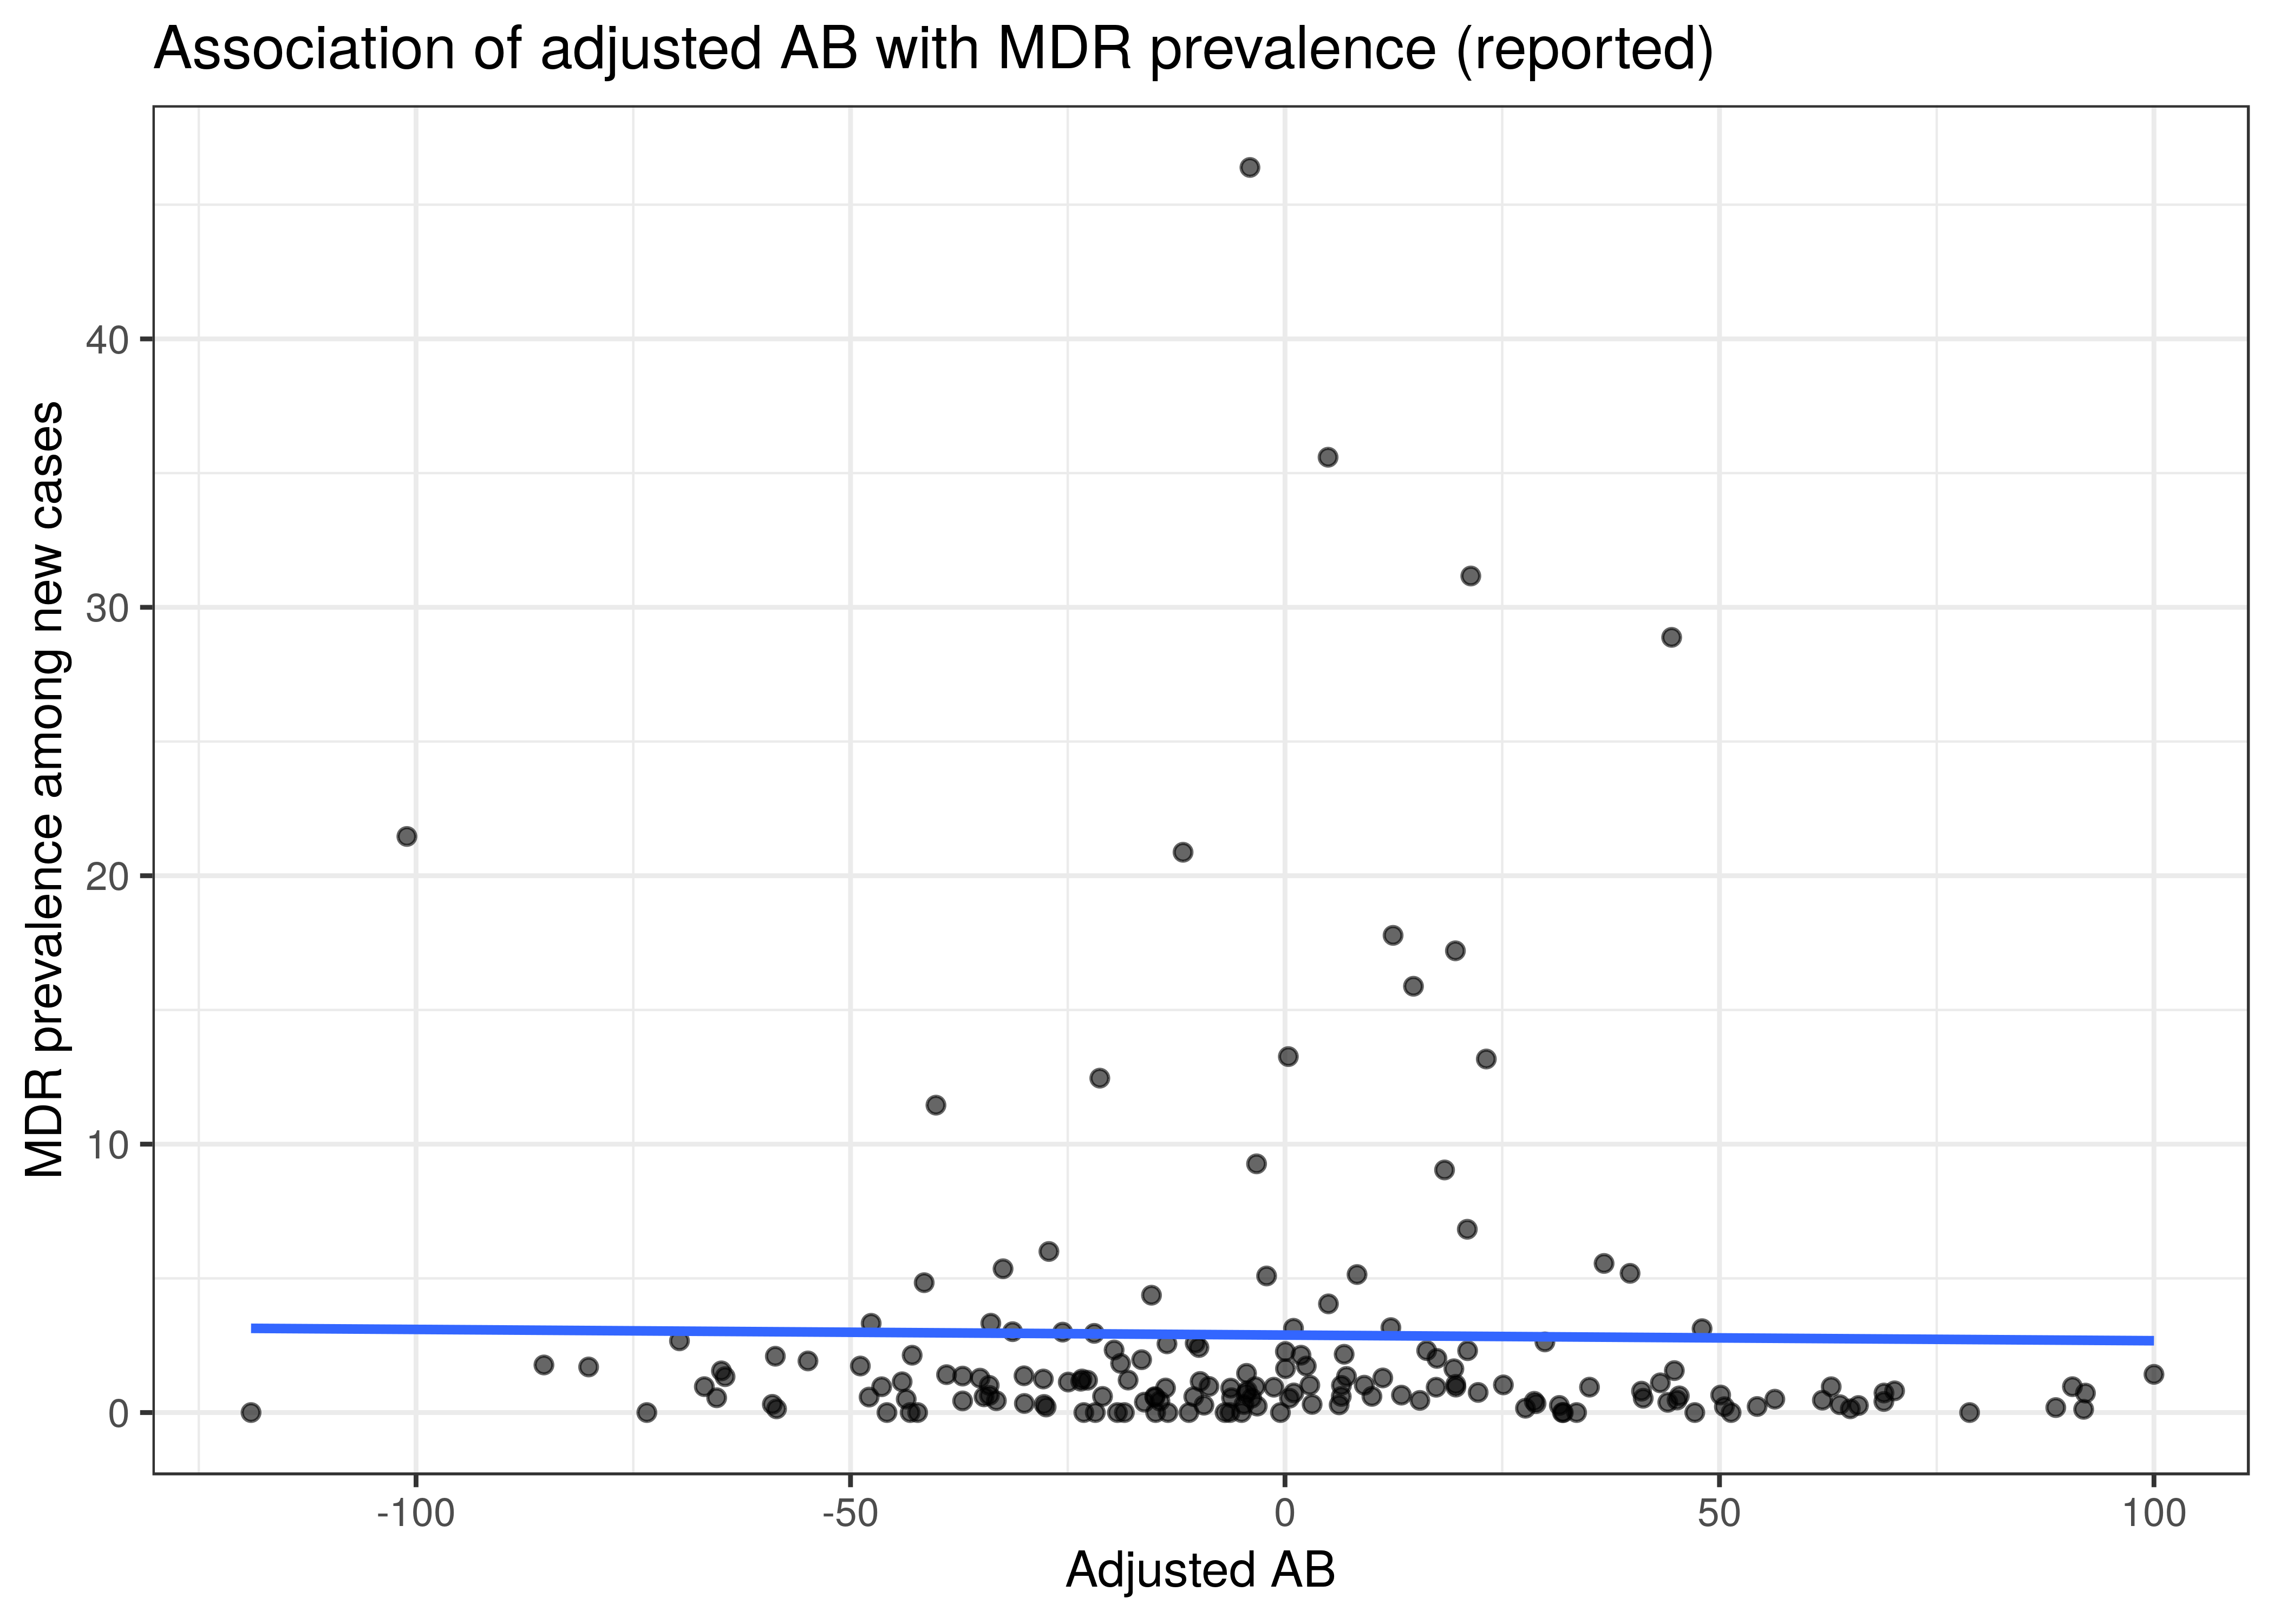 Association of adjusted AB with MDR prevalence (reported)
MDR prevalence among new cases
40
30
20
10
0
-100 -50 0 50 100
Adjusted AB